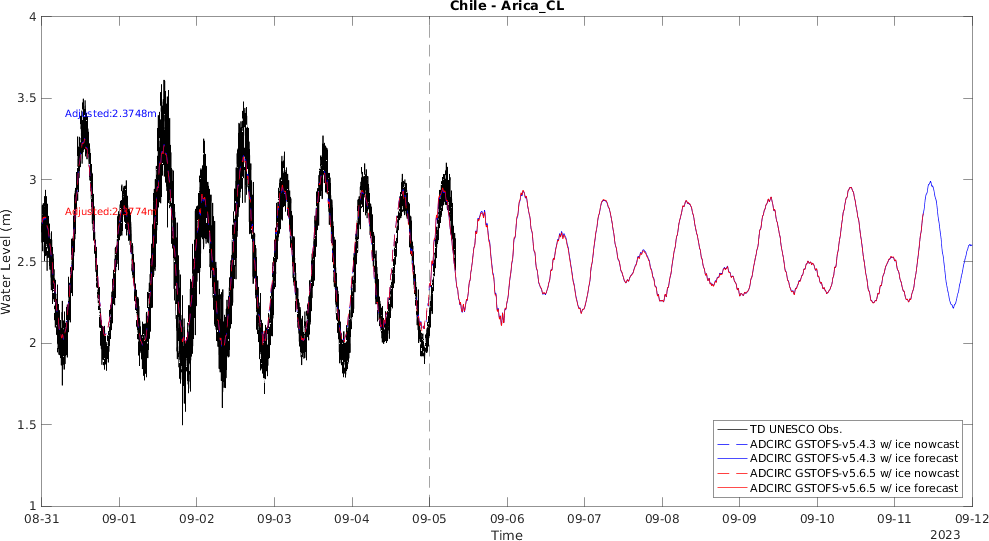 Chile - Arica_CL
4
3.5
3
2.5
2
1.5
1
Water Level (m)
Adjusted:2.3748m
TD UNESCO Obs.
ADCIRC GSTOFS-v5.4.3 w/ ice nowcast
ADCIRC GSTOFS-v5.4.3 w/ ice forecast
ADCIRC GSTOFS-v5.6.5 w/ ice nowcast
ADCIRC GSTOFS-v5.6.5 w/ ice forecast
08-31 09-01 09-02 09-03 09-04 09-05 09-06 09-07 09-08 09-09 09-10 09-11 09-12
Time
2023